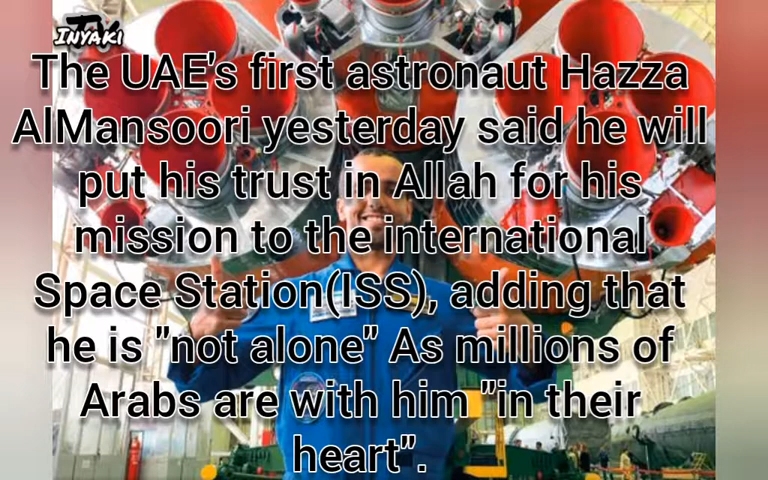 INYAKI
The UAE's first astronaut Hazza
AlMansoori yesterday said he will
put his trust in Allah for his
mission to the international
Space Station(ISS), adding that
he is "not alone" As millions of
Arabs are with him "in their
heart".